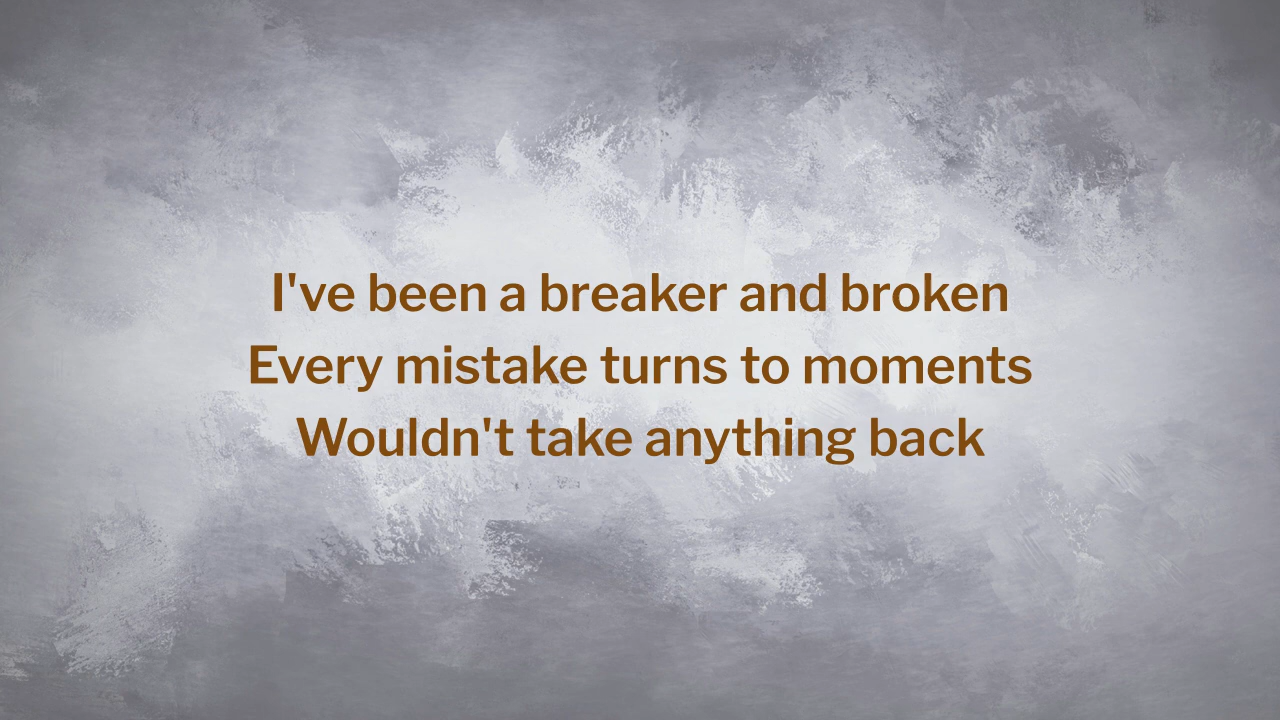 I've been a breaker and broken
Every mistake turns to moments
Wouldn't take anything back